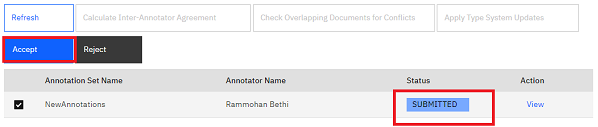 Refresh Calculate Inter-Annotator Agreement Check Overlapping Documents for Conflicts Apply Type System Updates
Accept Reject
Annotation Set Name Annotator Name Status Action
NewAnnotations Rammohan Bethi SUBMITTED View